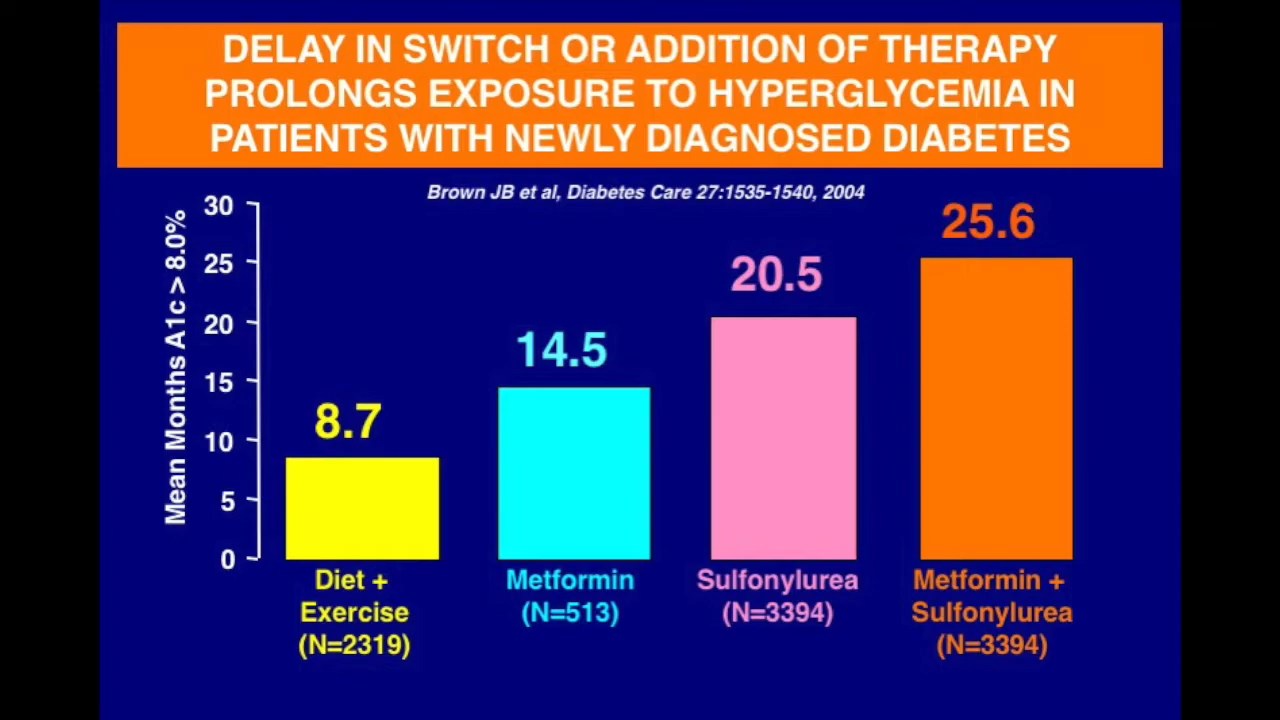 DELAY IN SWITCH OR ADDITION OF THERAPY
PROLONGS EXPOSURE TO HYPERGLYCEMIA IN
PATIENTS WITH NEWLY DIAGNOSED DIABETES
Brown JB et al, Diabetes Care 27:1535-1540, 2004
Mean Months A1c > 8.0%
30
25
20
15
10
5
0
8.7
14.5
20.5
25.6
Diet +
Exercise
(N=2319)
Metformin
(N=513)
Sulfonylurea
(N=3394)
Metformin +
Sulfonylurea
(N=3394)